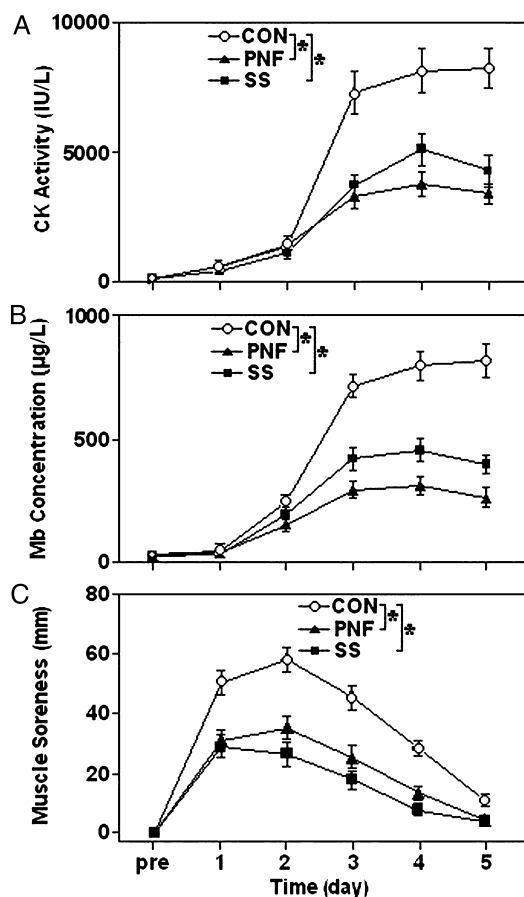 A
10000
CON
PNF
SS
*
*
CK Activity (IU/L)
5000
0
B
1000
CON
PNF
SS
*
*
Mb Concentration (µg/L)
500
0
C
80
CON
PNF
SS
*
*
Muscle Soreness (mm)
60
40
20
0
pre 1 2 3 4 5
Time (day)